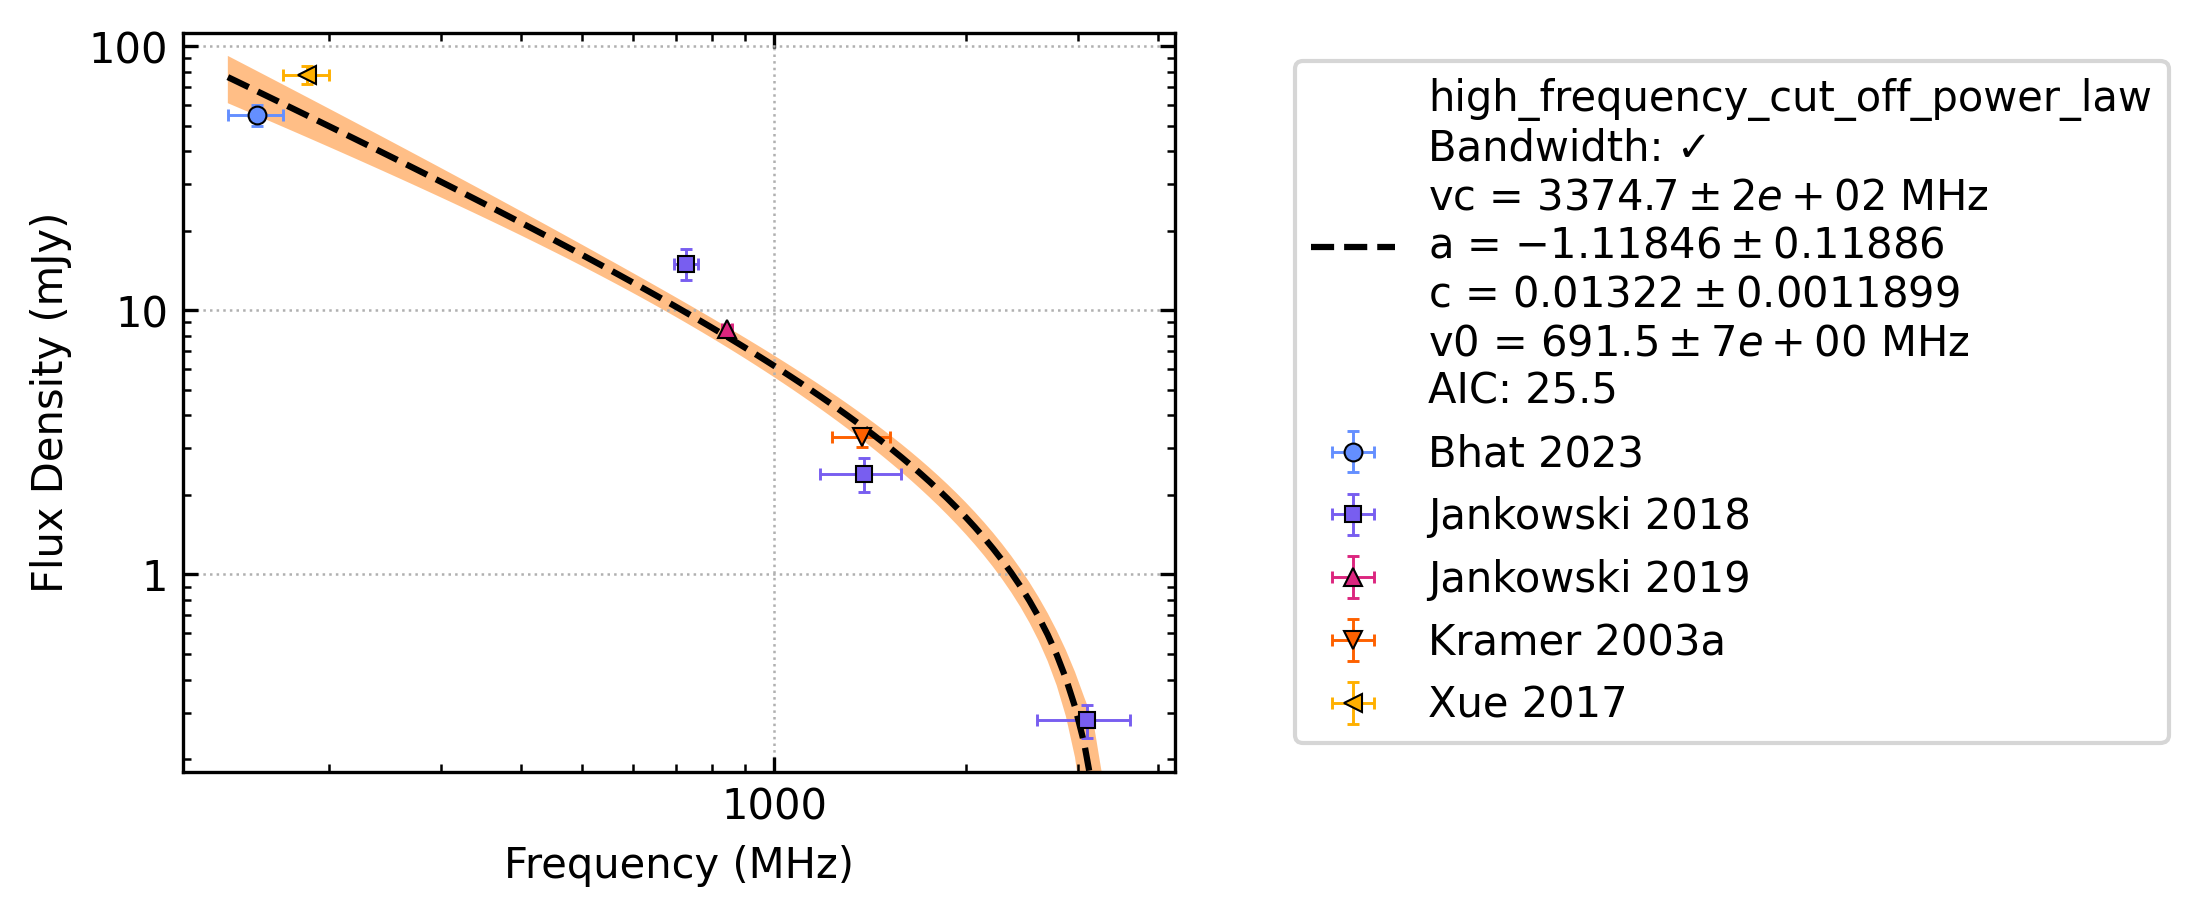 100
10
1
Flux Density (mJy)
1000
Frequency (MHz)
high_frequency_cut_off_power_law
Bandwidth: ✓
vc = 3374.7 ± 2e + 02 MHz
a = −1.11846 ± 0.11886
c = 0.01322 ± 0.0011899
v0 = 691.5 ± 7e + 00 MHz
AIC: 25.5
Bhat 2023
Jankowski 2018
Jankowski 2019
Kramer 2003a
Xue 2017